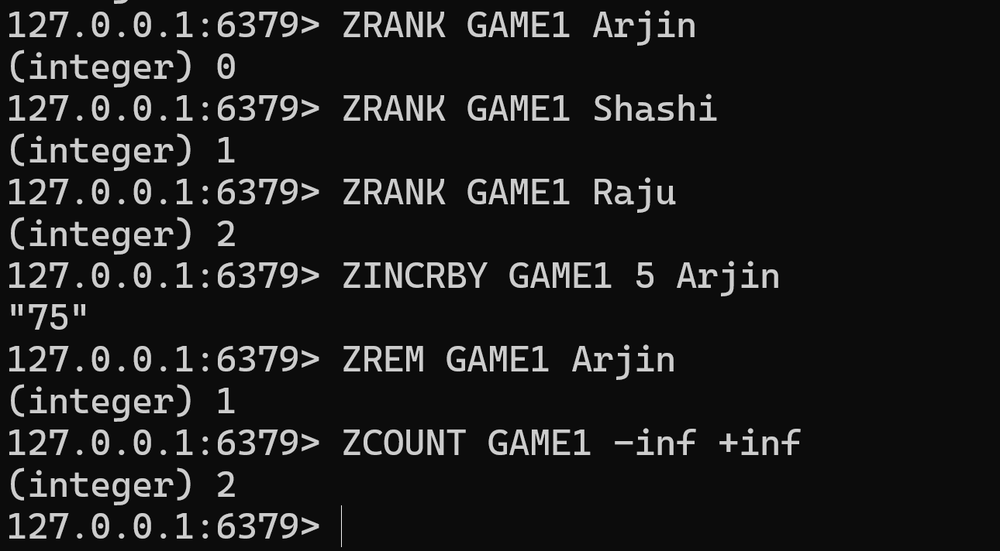 127.0.0.1:6379> ZRANK GAME1 Arjin
(integer) 0
127.0.0.1:6379> ZRANK GAME1 Shashi
(integer) 1
127.0.0.1:6379> ZRANK GAME1 Raju
(integer) 2
127.0.0.1:6379> ZINCRBY GAME1 5 Arjin
"75"
127.0.0.1:6379> ZREM GAME1 Arjin
(integer) 1
127.0.0.1:6379> ZCOUNT GAME1 -inf +inf
(integer) 2
127.0.0.1:6379>